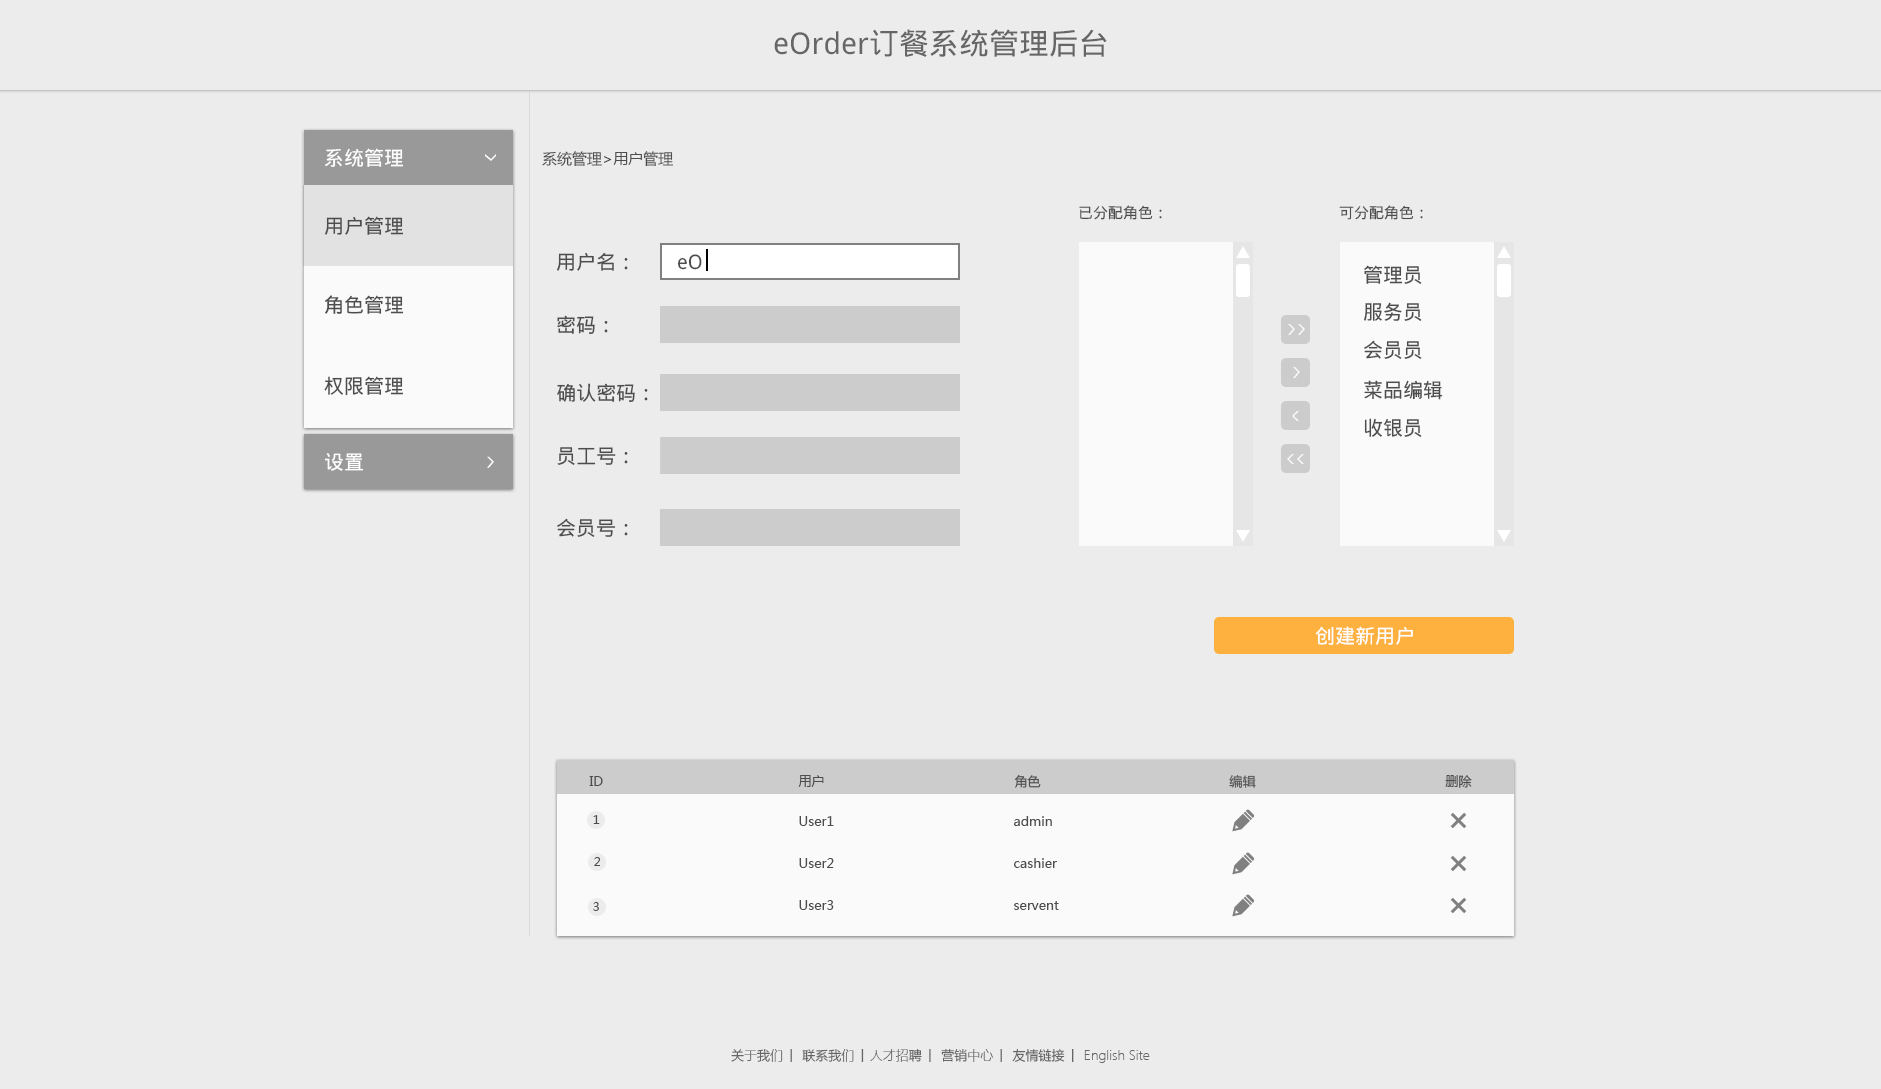 eOrder订餐系统管理后台
系统管理
用户管理
角色管理
权限管理
设置
系统管理>用户管理
用户名：
eO
密码：
确认密码：
员工号：
会员号：
已分配角色：
可分配角色：
管理员
服务员
会员员
菜品编辑
收银员
创建新用户
ID 用户 角色 编辑 删除
1 User1 admin
2 User2 cashier
3 User3 servent
关于我们 | 联系我们 | 人才招聘 | 营销中心 | 友情链接 | English Site